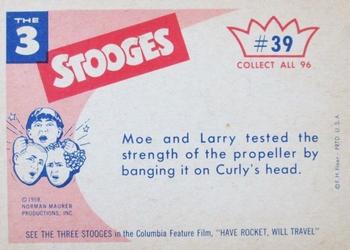 THE
3
STOOGES
#39
COLLECT ALL 96
Moe and Larry tested the
strength of the propeller by
banging it on Curly's head.
©1959
NORMAN MAURER
PRODUCTIONS, INC.
©F.H. Fleer - PRTD. U.S.A.
SEE THE THREE STOOGES in the Columbia Feature Film, "HAVE ROCKET, WILL TRAVEL"